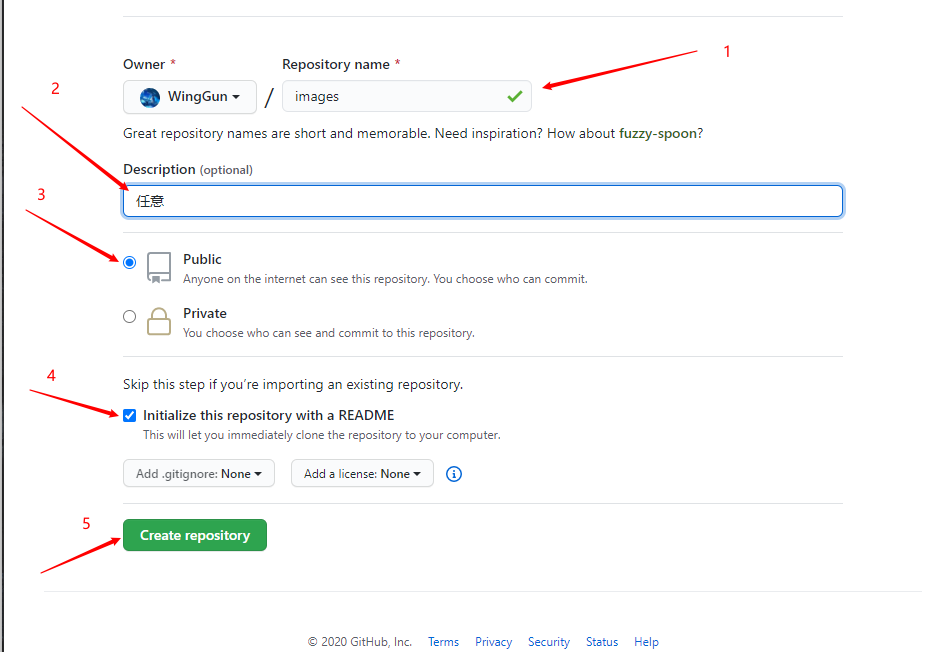 Owner * Repository name *
1
WingGun / images
2
Great repository names are short and memorable. Need inspiration? How about fuzzy-spoon?
Description (optional)
3
任意
Public
Anyone on the internet can see this repository. You choose who can commit.
Private
You choose who can see and commit to this repository.
4
Skip this step if you’re importing an existing repository.
Initialize this repository with a README
This will let you immediately clone the repository to your computer.
Add .gitignore: None Add a license: None
5
Create repository
© 2020 GitHub, Inc. Terms Privacy Security Status Help